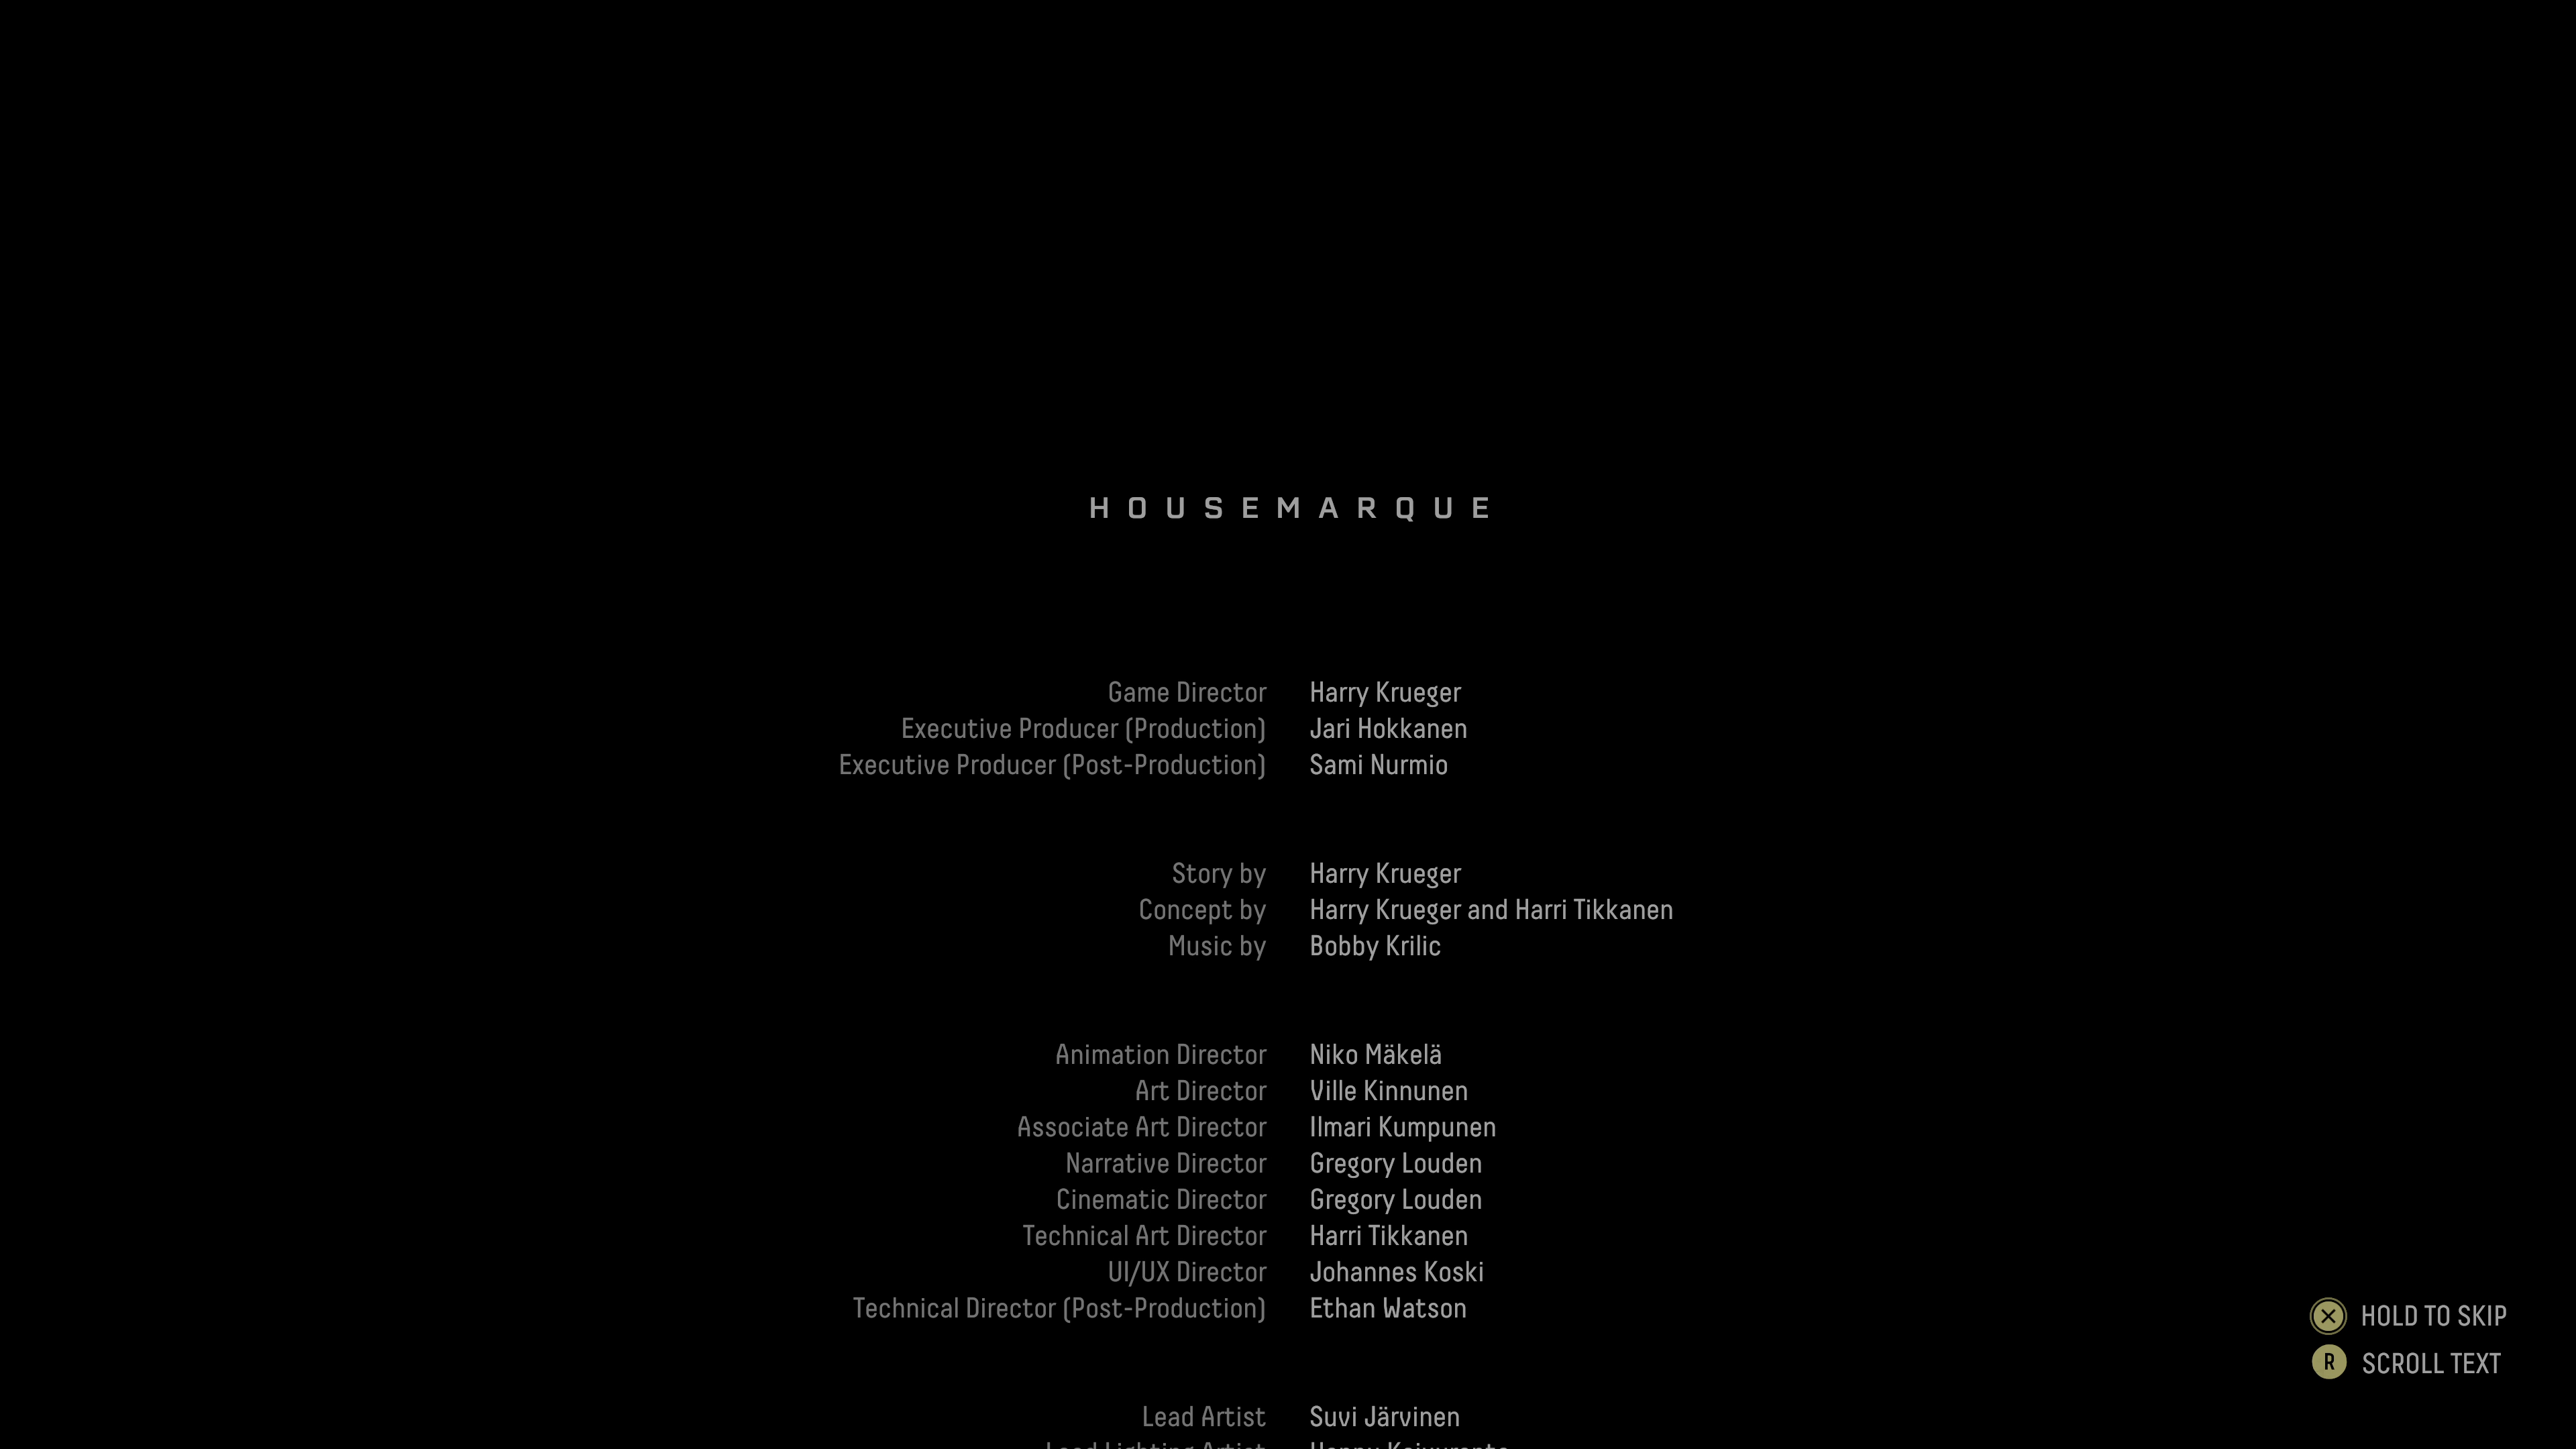 HOUSEMARQUE
Game Director Harry Krueger
Executive Producer (Production) Jari Hokkanen
Executive Producer (Post-Production) Sami Nurmio
Story by Harry Krueger
Concept by Harry Krueger and Harri Tikkanen
Music by Bobby Krilic
Animation Director Niko Mäkelä
Art Director Ville Kinnunen
Associate Art Director Ilmari Kumpunen
Narrative Director Gregory Louden
Cinematic Director Gregory Louden
Technical Art Director Harri Tikkanen
UI/UX Director Johannes Koski
Technical Director (Post-Production) Ethan Watson
HOLD TO SKIP
R SCROLL TEXT
Lead Artist Suvi Järvinen
Lead Lighting Artist